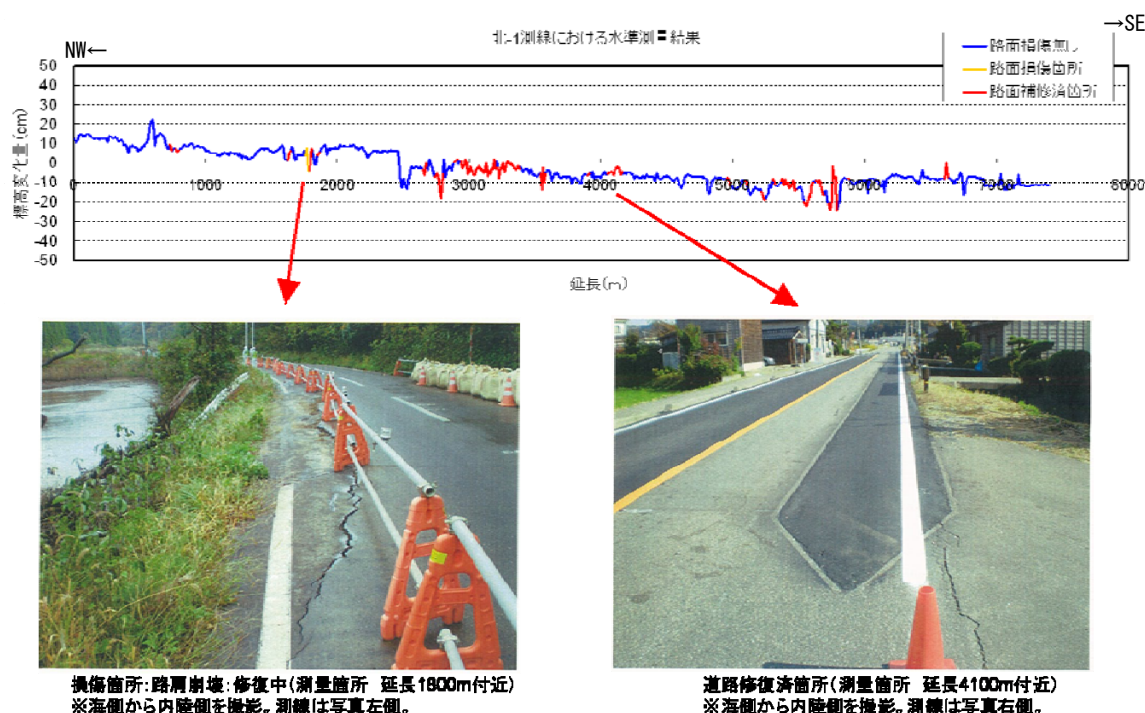 →SE
北-1測線における水準測量結果
NW←
路面損傷無し
路面損傷箇所
路面補修済箇所
50
40
30
20
10
0
-10
-20
-30
-40
-50
標高変化量(cm)
0 1000 2000 3000 4000 5000 6000 7000 8000
延長(m)
損傷箇所:路肩崩壊:修復中(測量箇所 延長1800m付近)
※海側から内陸側を撮影。測線は写真左側。
道路修復済箇所(測量箇所 延長4100m付近)
※海側から内陸側を撮影。測線は写真右側。